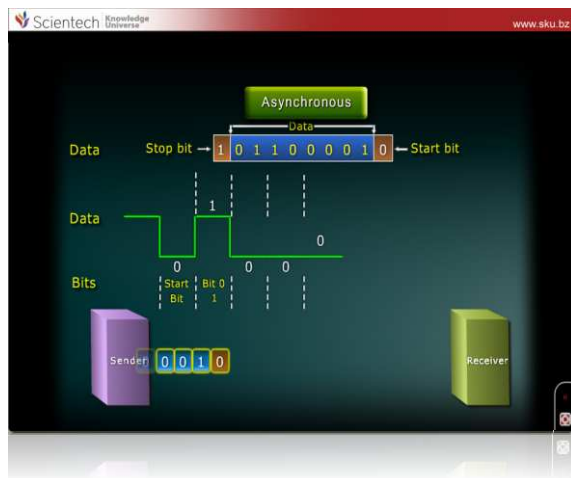 Scientech Knowledge Universe
www.sku.bz
Asynchronous
Data
Data Stop bit 1 0 1 1 0 0 0 0 1 0 Start bit
1
Data
0
0 0 0
Bits Start Bit Bit 0 1
Sender 0 0 0 1 0
Receiver